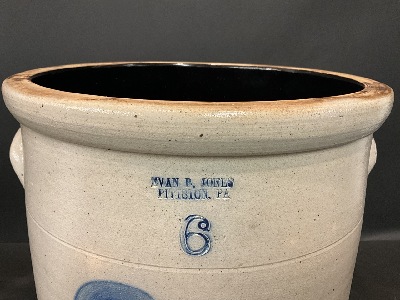 EVAN B. JONES
PITTSTON, PA
6